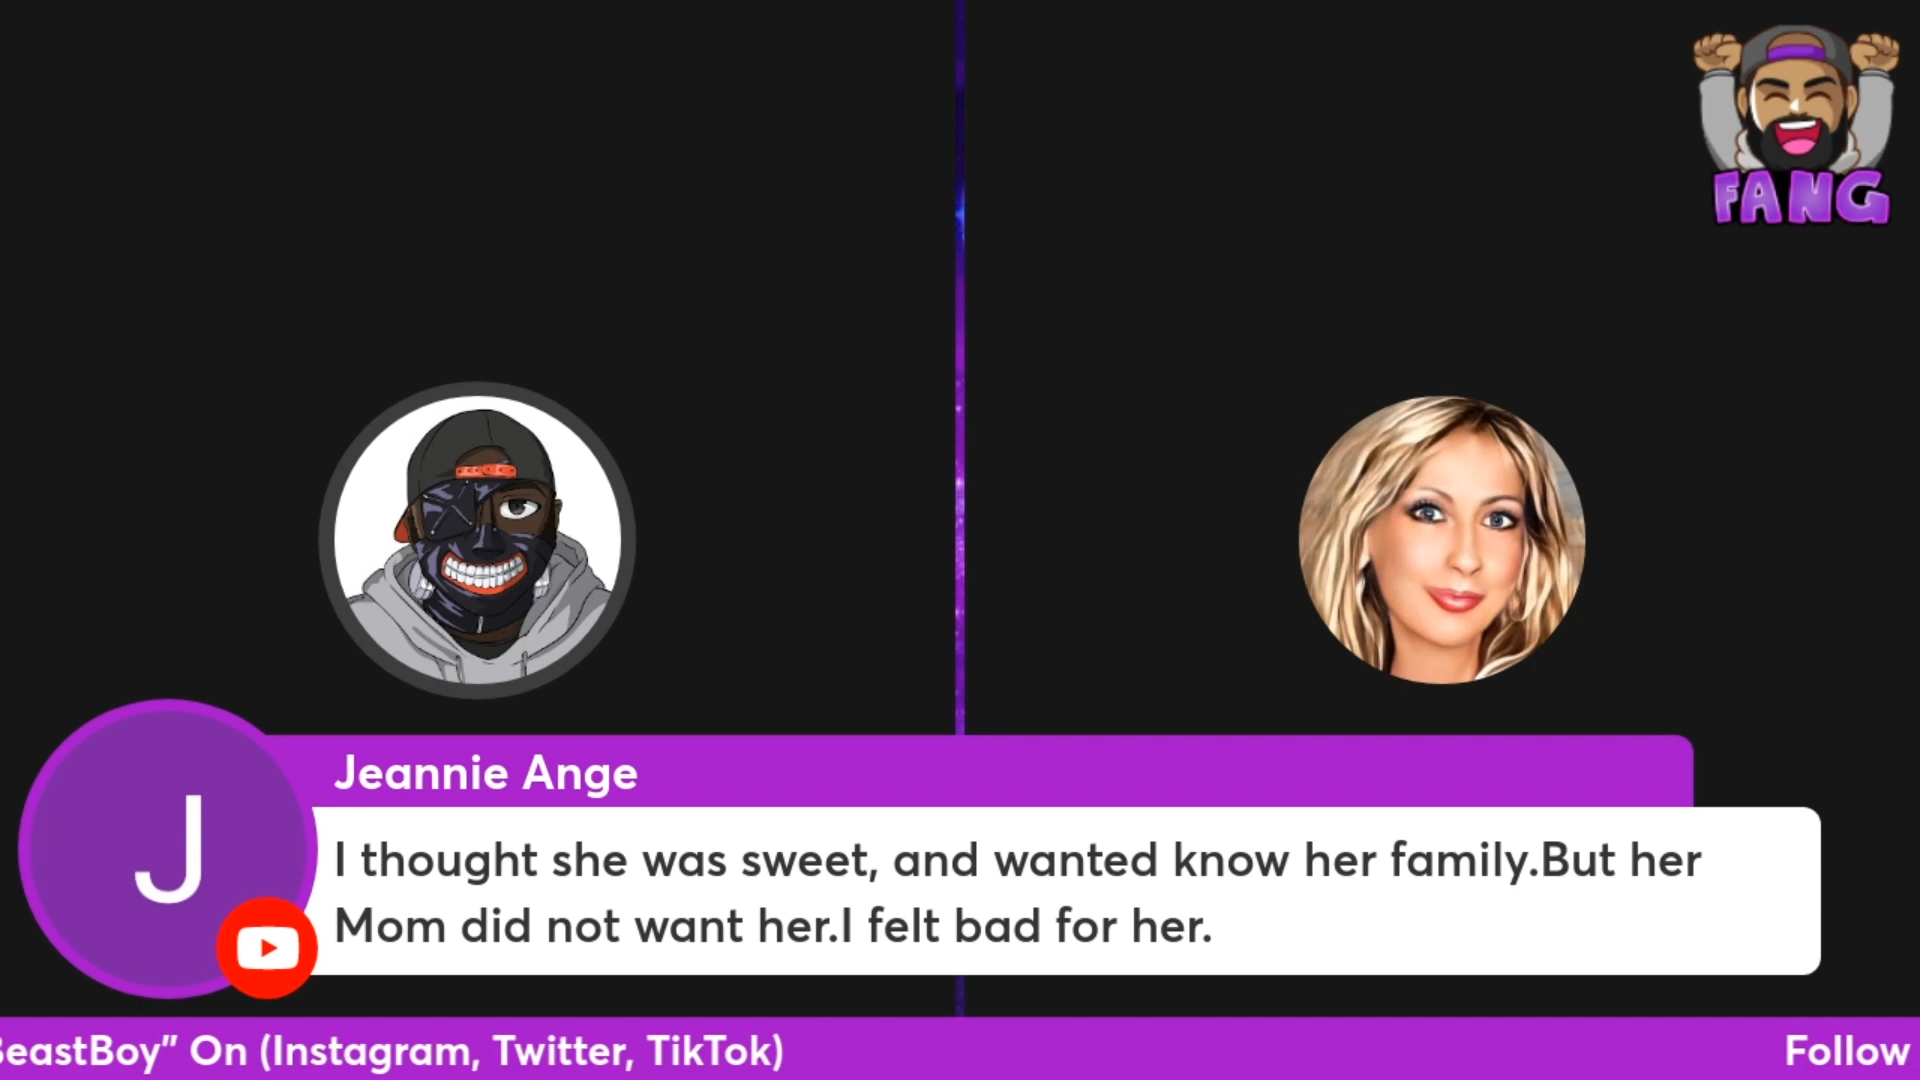 FANG
J
Jeannie Ange
I thought she was sweet, and wanted know her family.But her
Mom did not want her.I felt bad for her.
BeastBoy” On (Instagram, Twitter, TikTok)
Follow